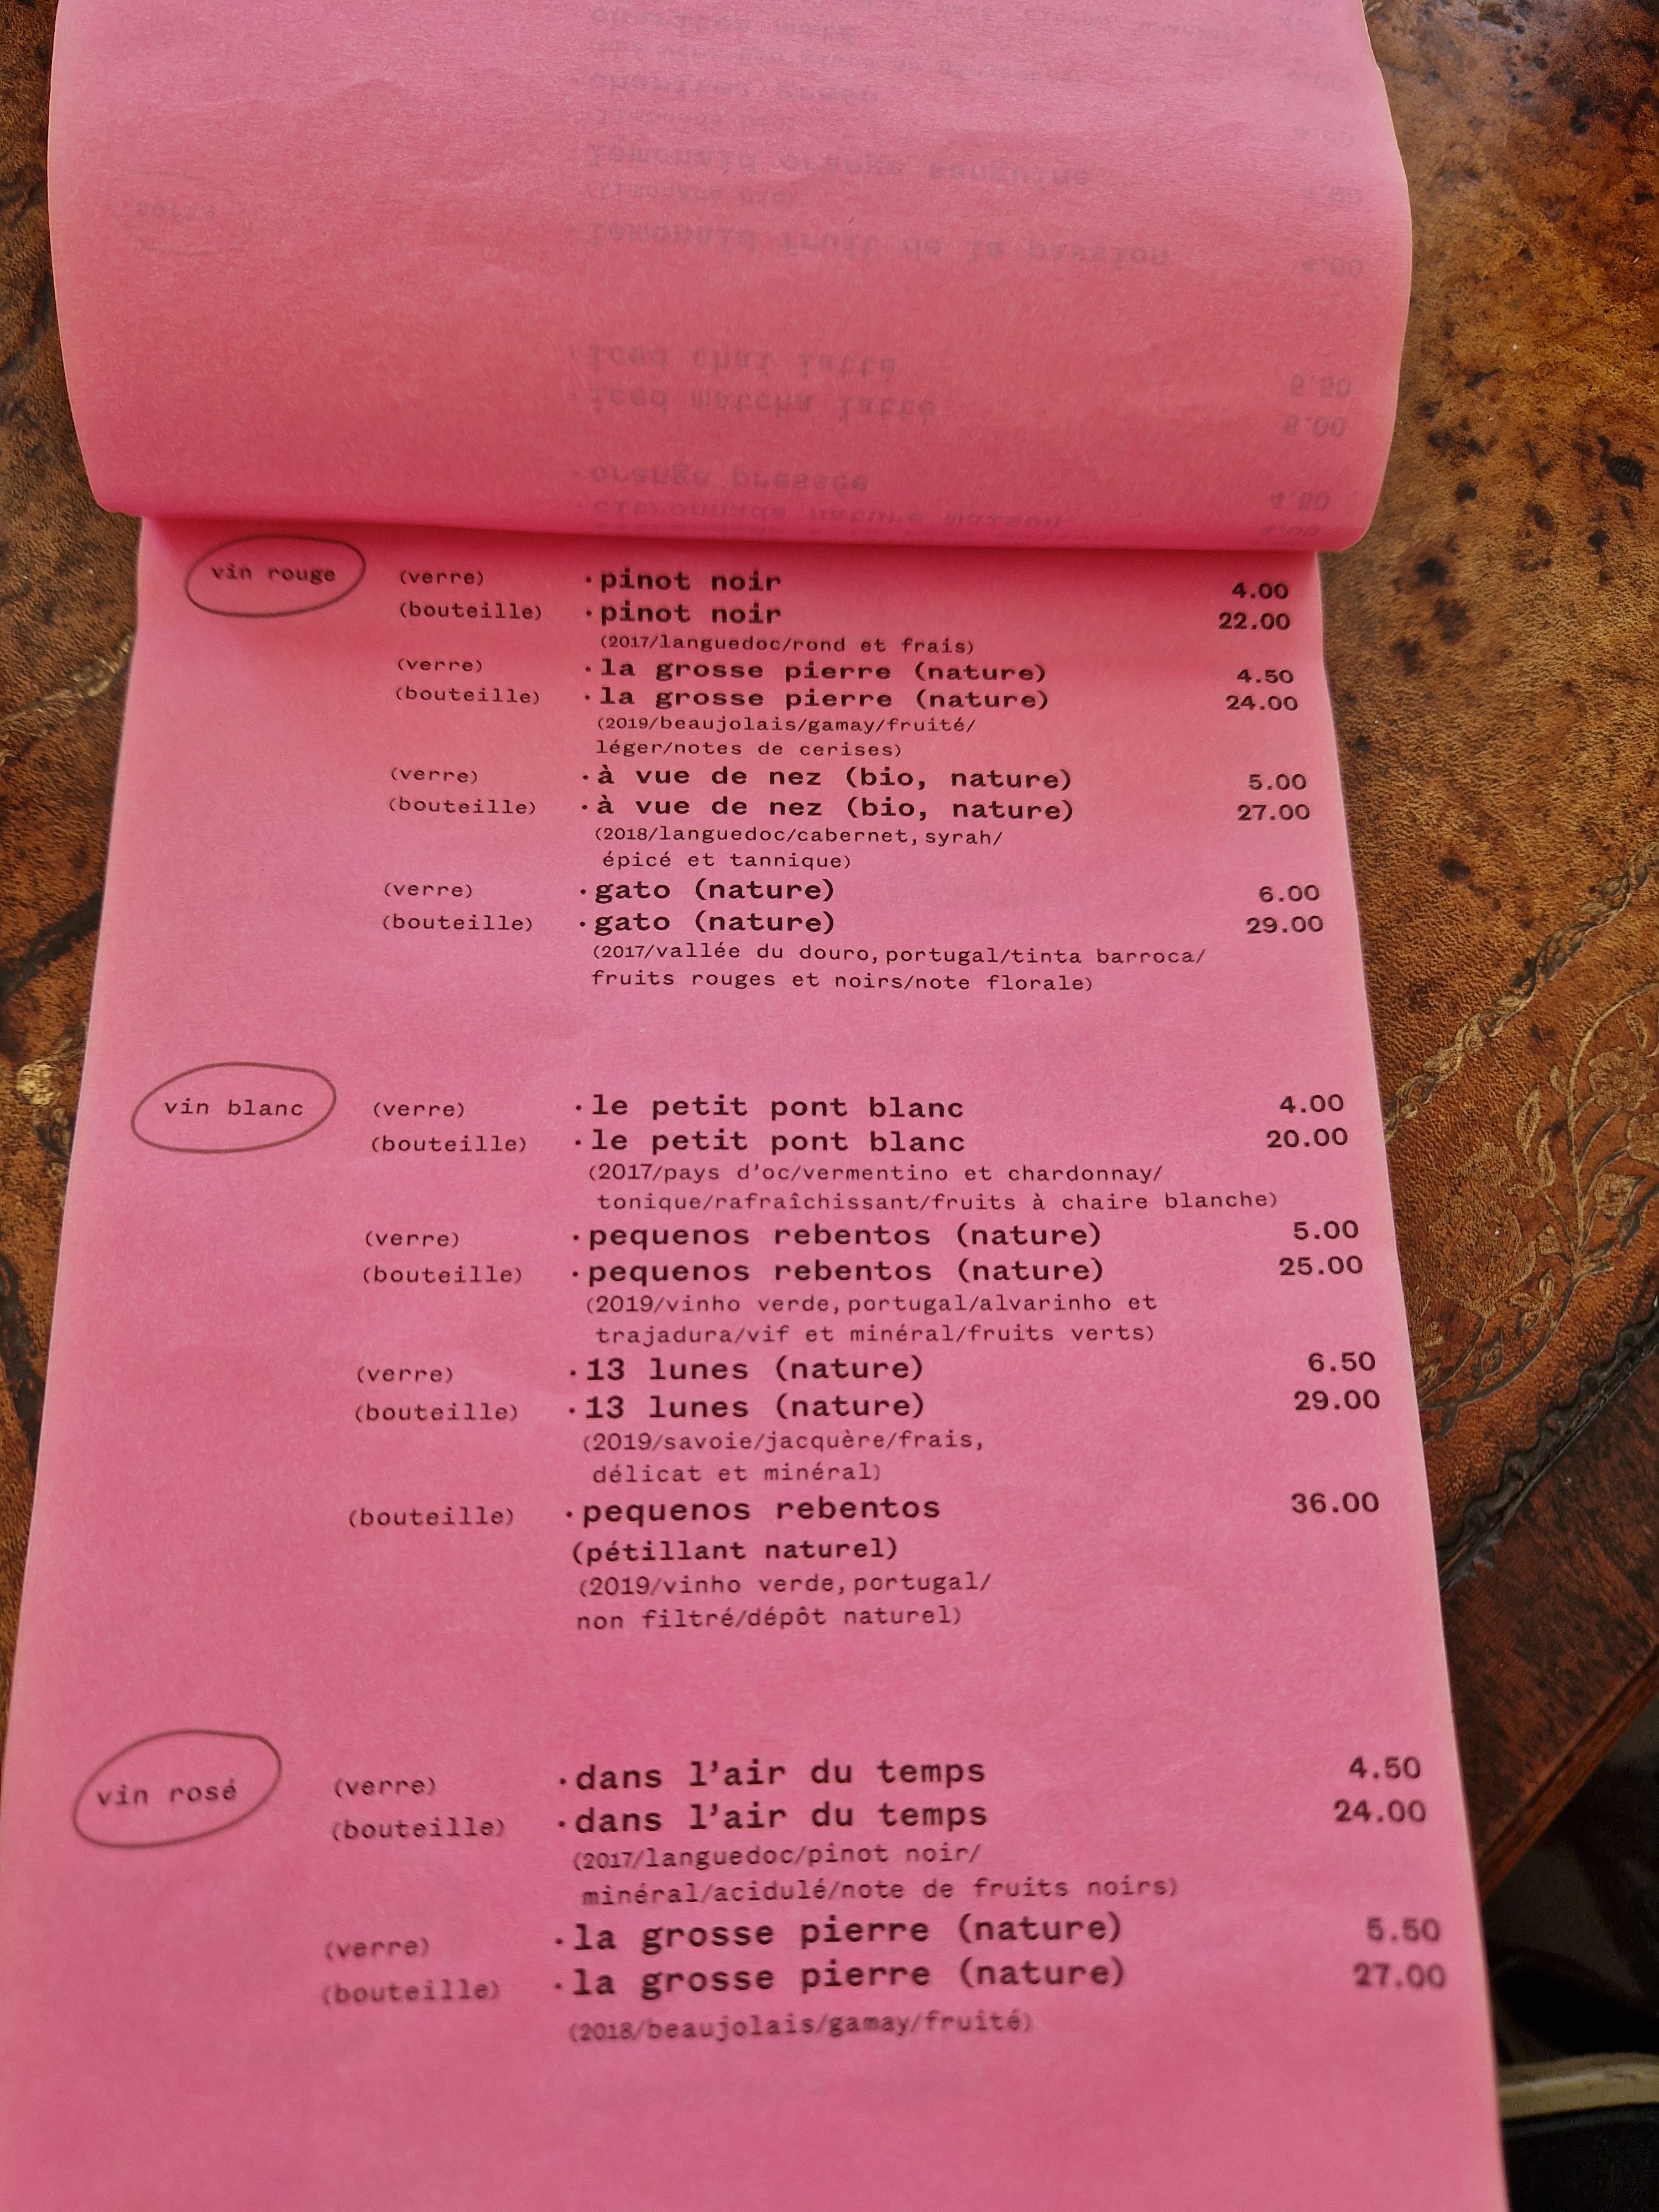 vin rouge (verre) · pinot noir 4.00
(bouteille) · pinot noir 22.00
(2017/languedoc/rond et frais)
(verre) · la grosse pierre (nature) 4.50
(bouteille) · la grosse pierre (nature) 24.00
(2019/beaujolais/gamay/fruité/
léger/notes de cerises)
(verre) · à vue de nez (bio, nature) 5.00
(bouteille) · à vue de nez (bio, nature) 27.00
(2018/languedoc/cabernet, syrah/
épicé et tannique)
(verre) · gato (nature) 6.00
(bouteille) · gato (nature) 29.00
(2017/vallée du douro, portugal/tinta barroca/
fruits rouges et noirs/note florale)
vin blanc (verre) · le petit pont blanc 4.00
(bouteille) · le petit pont blanc 20.00
(2017/pays d'oc/vermentino et chardonnay/
tonique/rafraîchissant/fruits à chaire blanche)
(verre) · pequenos rebentos (nature) 5.00
(bouteille) · pequenos rebentos (nature) 25.00
(2019/vinho verde, portugal/alvarinho et
trajadura/vif et minéral/fruits verts)
(verre) · 13 lunes (nature) 6.50
(bouteille) · 13 lunes (nature) 29.00
(2019/savoie/jacquère/frais,
délicat et minéral)
(bouteille) · pequenos rebentos 36.00
(pétillant naturel)
(2019/vinho verde, portugal/
non filtré/dépôt naturel)
vin rosé (verre) · dans l'air du temps 4.50
(bouteille) · dans l'air du temps 24.00
(2017/languedoc/pinot noir/
minéral/acidulé/note de fruits noirs)
(verre) · la grosse pierre (nature) 5.50
(bouteille) · la grosse pierre (nature) 27.00
(2018/beaujolais/gamay/fruité)